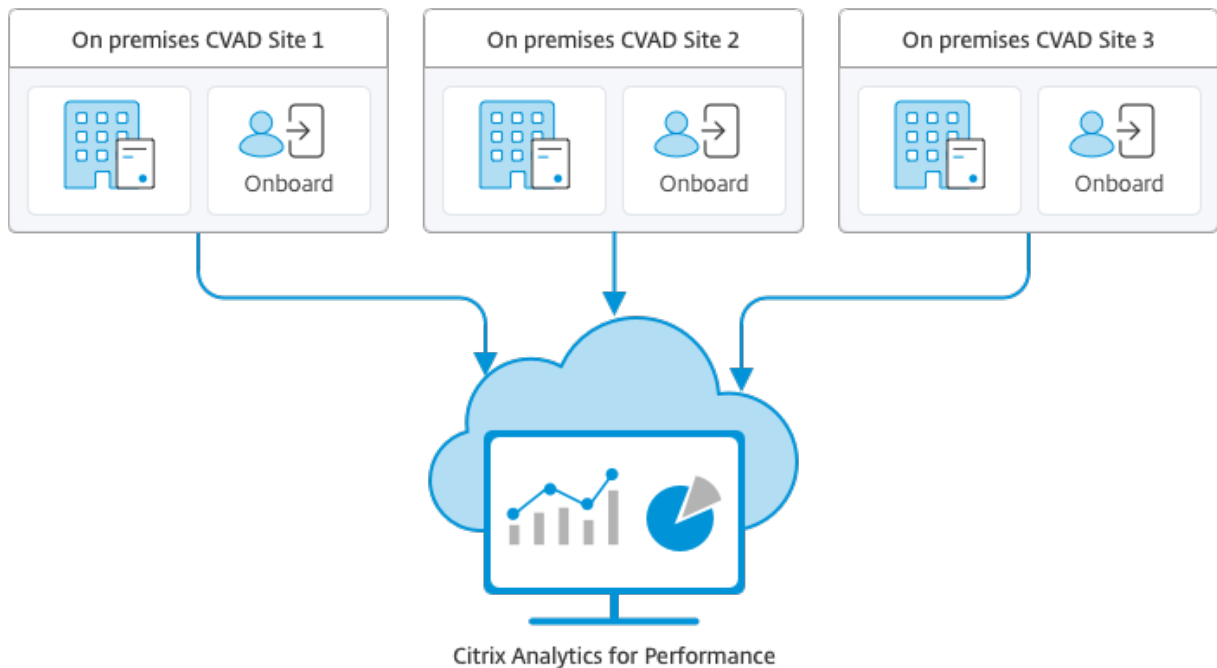 On premises CVAD Site 1
On premises CVAD Site 2
On premises CVAD Site 3
Onboard
Onboard
Onboard
Citrix Analytics for Performance